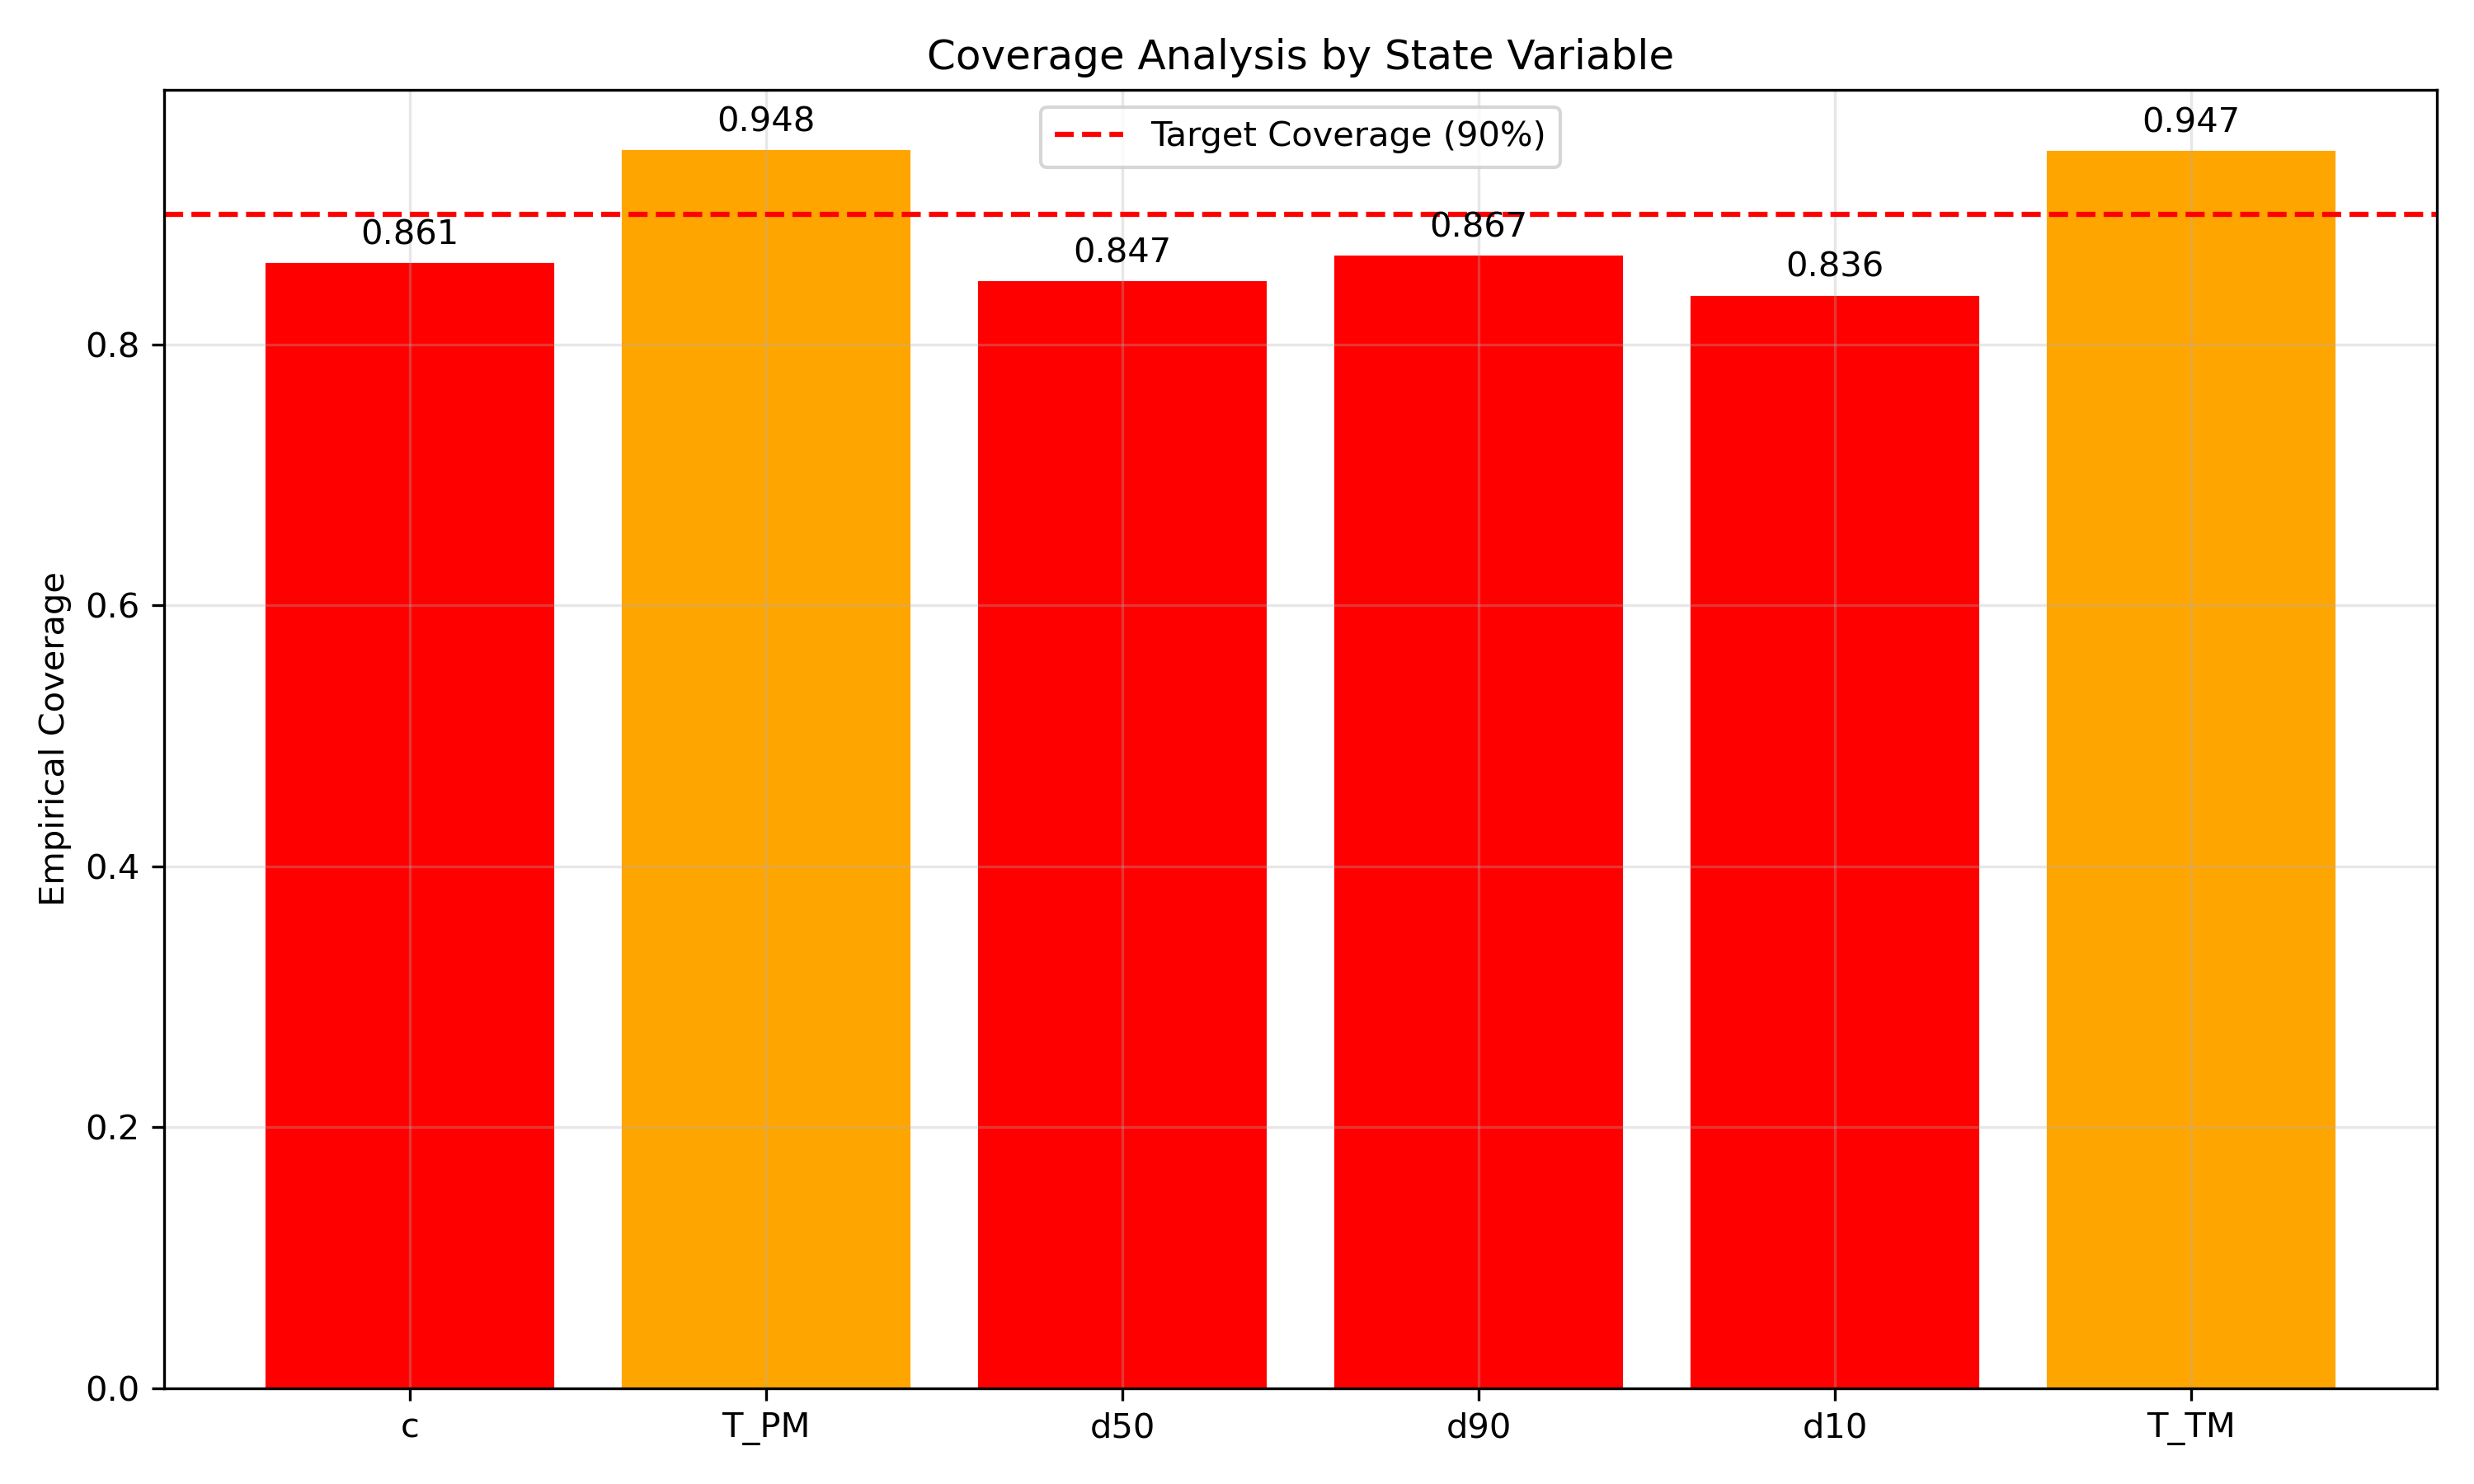 Coverage Analysis by State Variable
Target Coverage (90%)
0.861
0.948
0.847
0.867
0.836
0.947
Empirical Coverage
0.8
0.6
0.4
0.2
0.0
c
T_PM
d50
d90
d10
T_TM